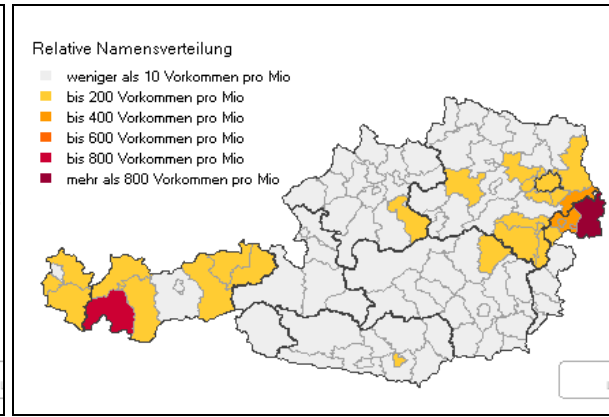 Relative Namensverteilung
weniger als 10 Vorkommen pro Mio
bis 200 Vorkommen pro Mio
bis 400 Vorkommen pro Mio
bis 600 Vorkommen pro Mio
bis 800 Vorkommen pro Mio
mehr als 800 Vorkommen pro Mio